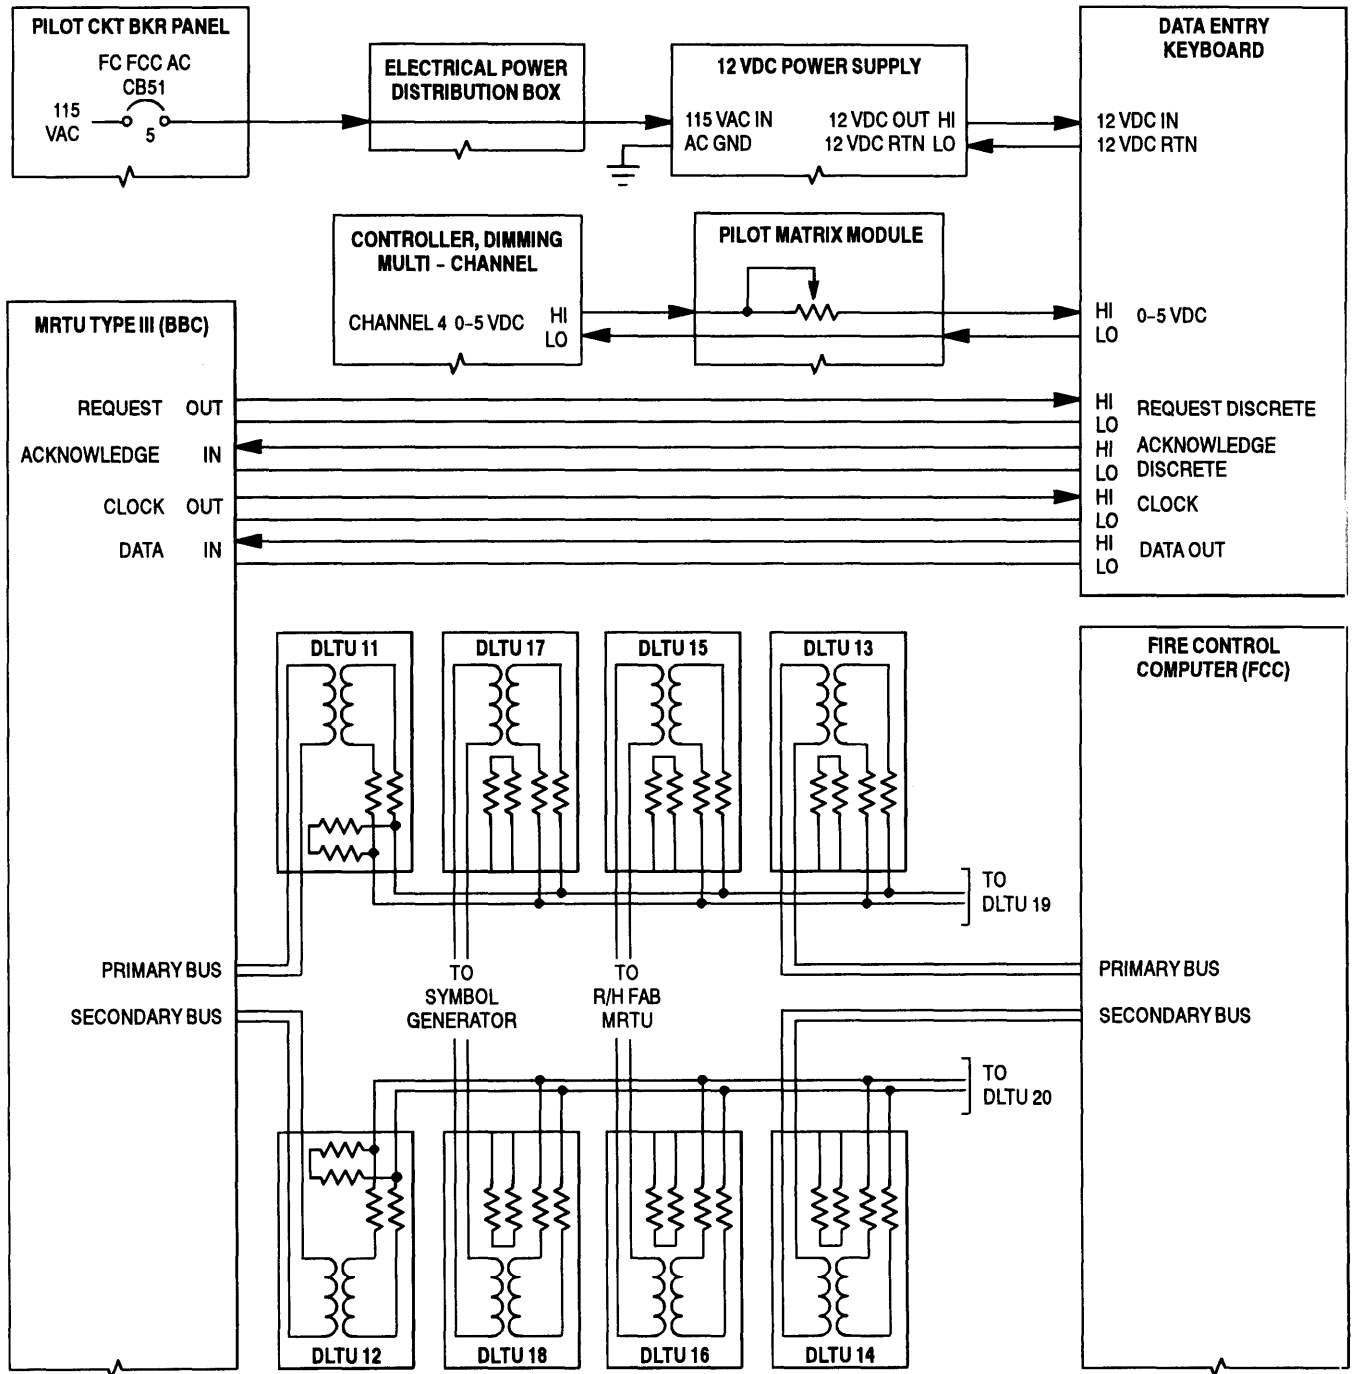 PILOT CKT BKR PANEL
FC FCC AC
CB51
115
VAC
5
ELECTRICAL POWER
DISTRIBUTION BOX
12 VDC POWER SUPPLY
115 VAC IN
AC GND
12 VDC OUT HI
12 VDC RTN LO
DATA ENTRY
KEYBOARD
12 VDC IN
12 VDC RTN
CONTROLLER, DIMMING
MULTI – CHANNEL
CHANNEL 4 0–5 VDC
HI
LO
PILOT MATRIX MODULE
HI
LO
0–5 VDC
MRTU TYPE III (BBC)
REQUEST OUT
ACKNOWLEDGE IN
CLOCK OUT
DATA IN
HI
LO
REQUEST DISCRETE
HI
LO
ACKNOWLEDGE
DISCRETE
HI
LO
CLOCK
HI
LO
DATA OUT
DLTU 11
DLTU 17
DLTU 15
DLTU 13
FIRE CONTROL
COMPUTER (FCC)
TO
DLTU 19
PRIMARY BUS
SECONDARY BUS
TO
SYMBOL
GENERATOR
TO
R/H FAB
MRTU
PRIMARY BUS
SECONDARY BUS
TO
DLTU 20
DLTU 12
DLTU 18
DLTU 16
DLTU 14